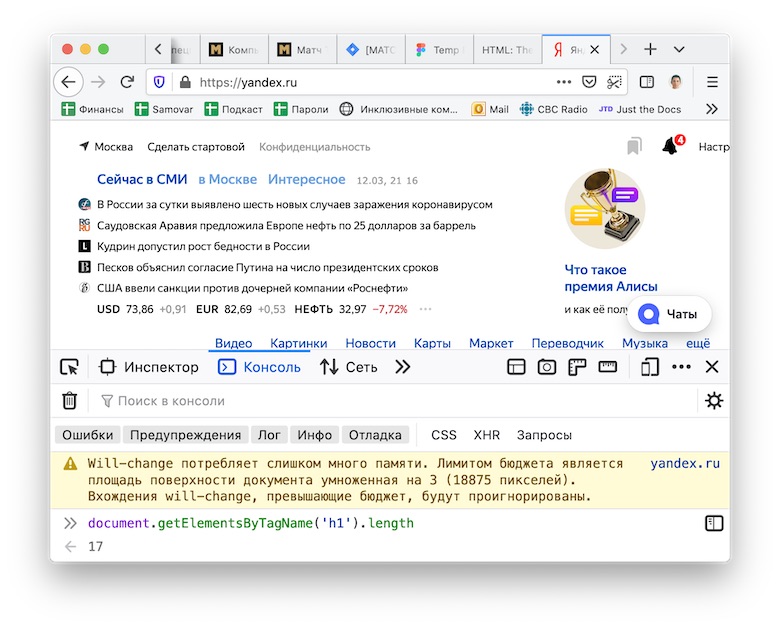 Компь
Матч
[MATC
Temp
HTML: The
Ян
https://yandex.ru
Финансы Samovar Подкаст Пароли Инклюзивные ком... Mail CBC Radio JTD Just the Docs
Москва Сделать стартовой Конфиденциальность 4 Настр
Сейчас в СМИ в Москве Интересное 12.03, 21 16
В России за сутки выявлено шесть новых случаев заражения коронавирусом
Саудовская Аравия предложила Европе нефть по 25 долларов за баррель
Кудрин допустил рост бедности в России
Песков объяснил согласие Путина на число президентских сроков
США ввели санкции против дочерней компании «Роснефти»
USD 73,86 +0,91 EUR 82,69 +0,53 НЕФТЬ 32,97 −7,72%
Что такое
премия Алисы
и как её полу
Чаты
Видео Картинки Новости Карты Маркет Переводчик Музыка ещё
Инспектор Консоль Сеть
Поиск в консоли
Ошибки Предупреждения Лог Инфо Отладка CSS XHR Запросы
Will-change потребляет слишком много памяти. Лимитом бюджета является yandex.ru
площадь поверхности документа умноженная на 3 (18875 пикселей).
Вхождения will-change, превышающие бюджет, будут проигнорированы.
document.getElementsByTagName('h1').length
17